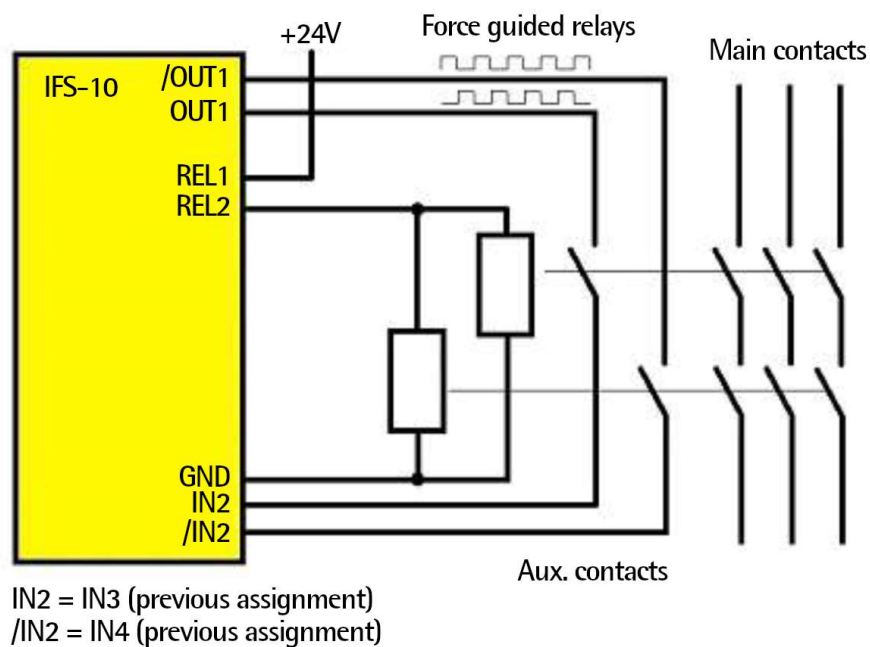 +24V
Force guided relays
Main contacts
IFS-10
/OUT1
OUT1
REL1
REL2
GND
IN2
/IN2
Aux. contacts
IN2 = IN3 (previous assignment)
/IN2 = IN4 (previous assignment)